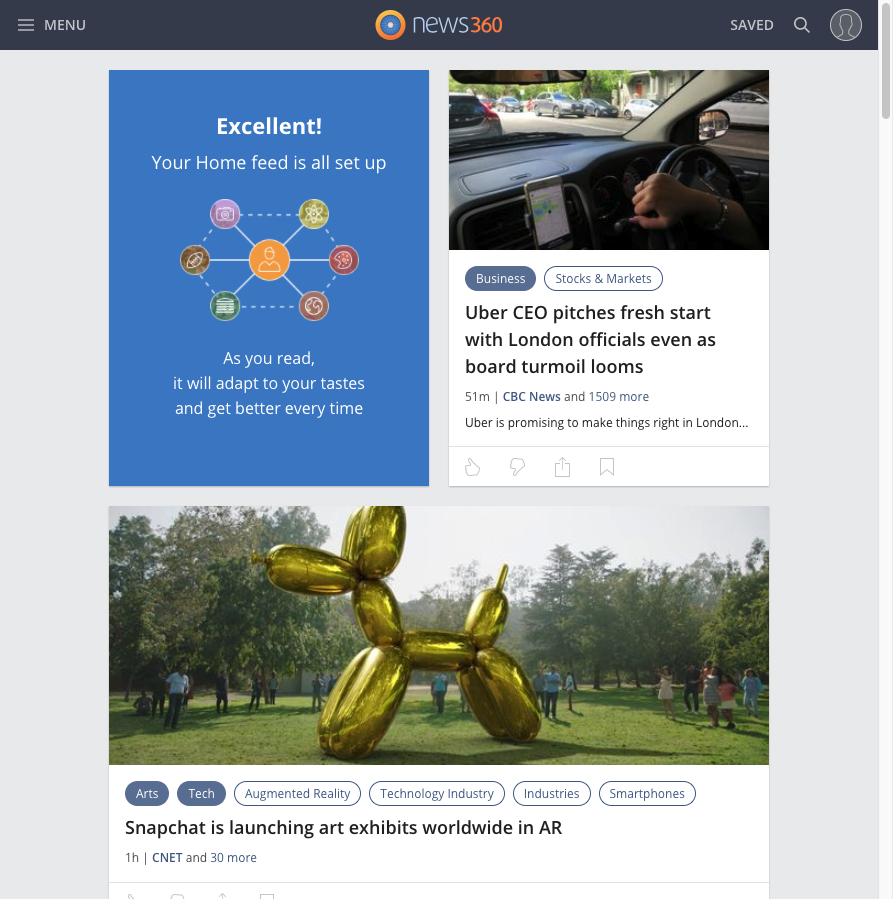 MENU
news360
SAVED
Excellent!
Your Home feed is all set up
As you read,
it will adapt to your tastes
and get better every time
Business
Stocks & Markets
Uber CEO pitches fresh start
with London officials even as
board turmoil looms
51m | CBC News and 1509 more
Uber is promising to make things right in London...
Arts
Tech
Augmented Reality
Technology Industry
Industries
Smartphones
Snapchat is launching art exhibits worldwide in AR
1h | CNET and 30 more